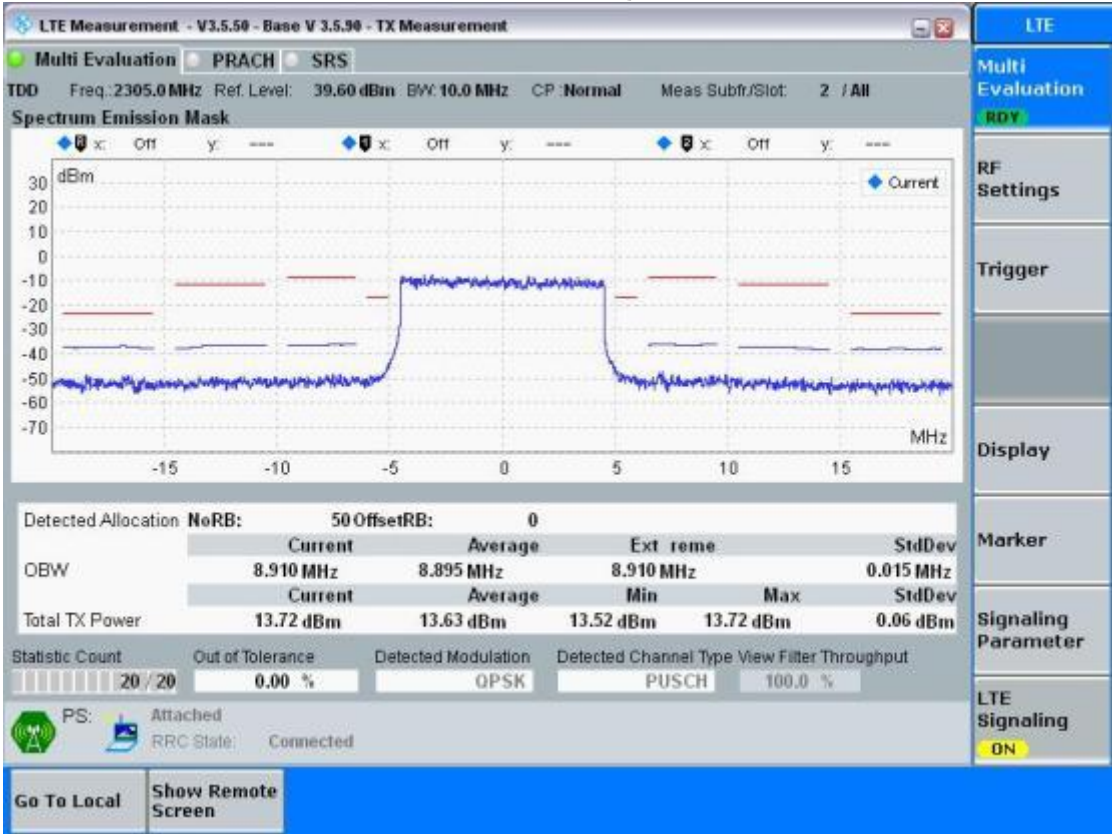 LTE Measurement - V3.5.50 - Base V 3.5.90 - TX Measurement
LTE
Multi Evaluation PRACH SRS
Multi Evaluation
RDY
TDD Freq.:2305.0 MHz Ref. Level: 39.60 dBm BW: 10.0 MHz CP :Normal Meas Subfr./Slot: 2 / All
Spectrum Emission Mask
x: Off y: --- x: Off y: --- x: Off y: ---
dBm
Current
30
20
10
0
-10
-20
-30
-40
-50
-60
-70
MHz
-15 -10 -5 0 5 10 15
RF Settings
Trigger
Display
Marker
Signaling Parameter
LTE Signaling
ON
Detected Allocation NoRB: 50 OffsetRB: 0
Current Average Ext reme StdDev
OBW 8.910 MHz 8.895 MHz 8.910 MHz 0.015 MHz
Current Average Min Max StdDev
Total TX Power 13.72 dBm 13.63 dBm 13.52 dBm 13.72 dBm 0.06 dBm
Statistic Count Out of Tolerance Detected Modulation Detected Channel Type View Filter Throughput
20 / 20 0.00 % QPSK PUSCH 100.0 %
PS: Attached
RRC State: Connected
Go To Local Show Remote Screen